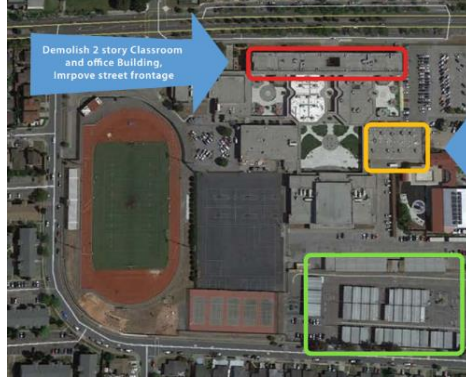 Demolish 2 story Classroom
and office Building,
Imrpove street frontage